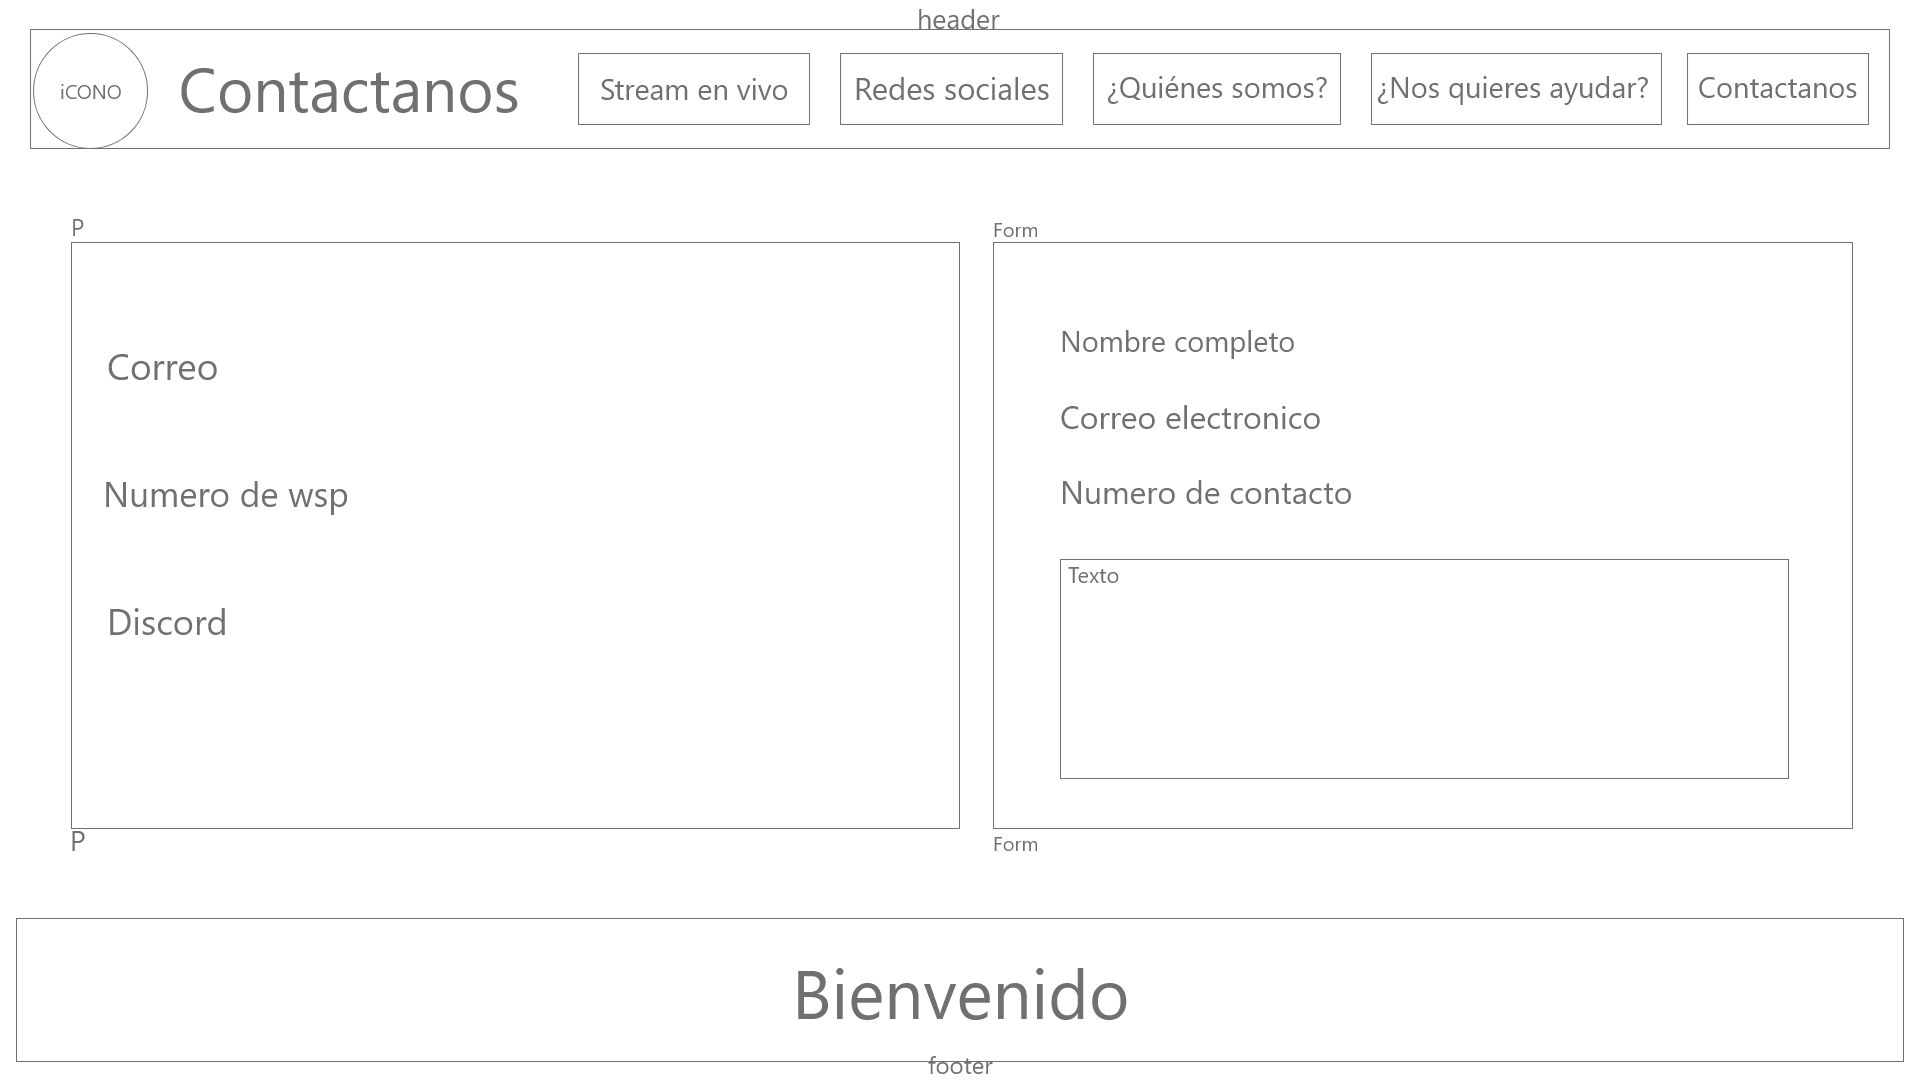 header
iCONO
Contactanos
Stream en vivo
Redes sociales
¿Quiénes somos?
¿Nos quieres ayudar?
Contactanos
P
Correo
Numero de wsp
Discord
P
Form
Nombre completo
Correo electronico
Numero de contacto
Texto
Form
Bienvenido
footer